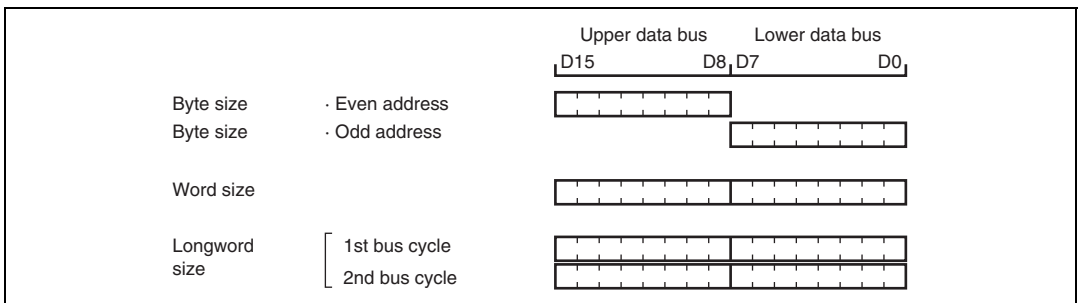 Upper data bus Lower data bus
D15 D8 D7 D0
Byte size · Even address
Byte size · Odd address
Word size
Longword size
1st bus cycle
2nd bus cycle